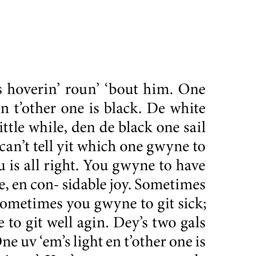 hoverin’ roun’ ‘bout him. One
t’other one is black. De white
ittle while, den de black one sail
can’t tell yit which one gwyne to
is all right. You gwyne to have
en con- sidable joy. Sometimes
ometimes you gwyne to git sick;
to git well agin. Dey’s two gals
ne uv ‘em’s light en t’other one is